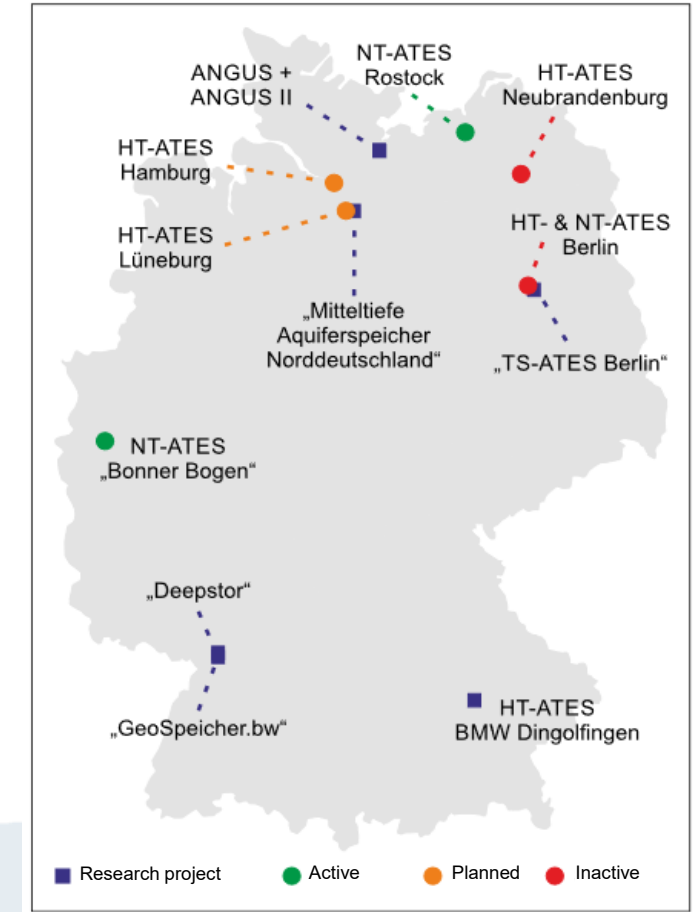 NT-ATES
Rostock
ANGUS +
ANGUS II
HT-ATES
Neubrandenburg
HT-ATES
Hamburg
HT- & NT-ATES
Berlin
HT-ATES
Lüneburg
„Mitteltiefe
Aquiferspeicher
Norddeutschland“
„TS-ATES Berlin“
NT-ATES
„Bonner Bogen“
„Deepstor“
„GeoSpeicher.bw“
HT-ATES
BMW Dingolfingen
Research project
Active
Planned
Inactive